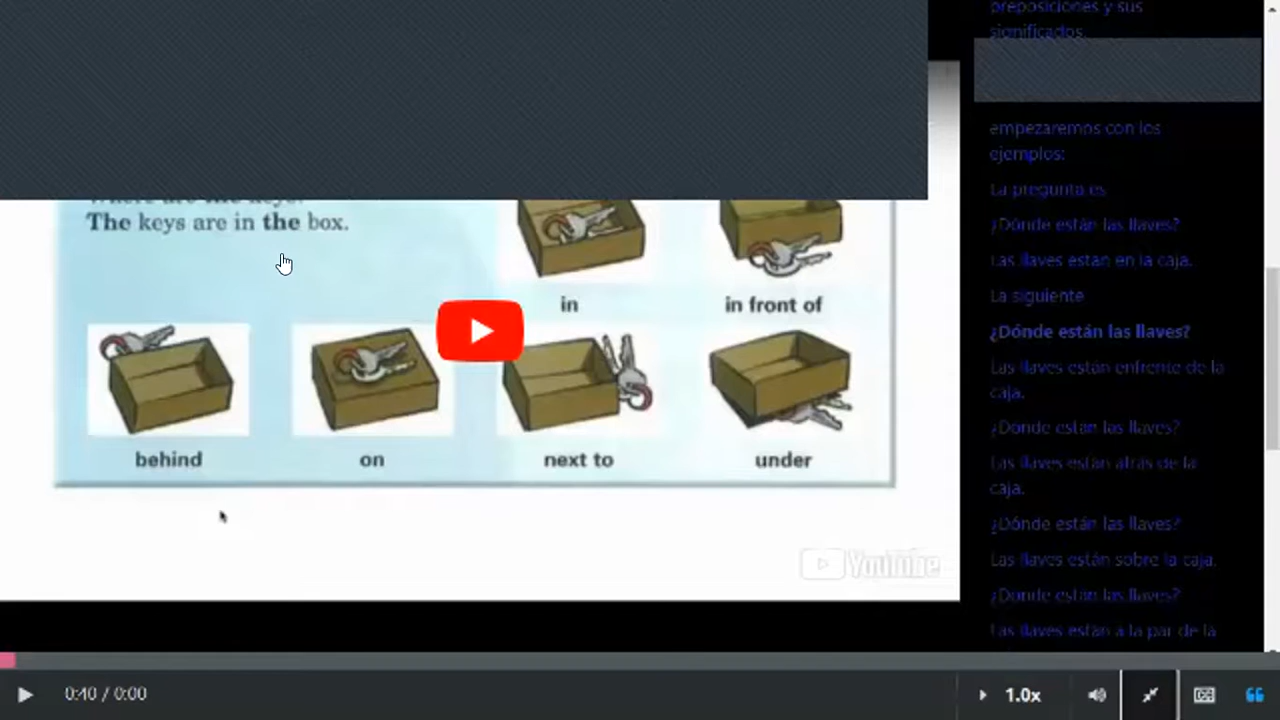 The keys are in the box.
in
in front of
behind
on
next to
under
YouTube
preposiciones y sus
significados
empezaremos con los
ejemplos:
La pregunta es
¿Dónde están las llaves?
Las llaves están en la caja.
La siguiente
¿Dónde están las llaves?
Las llaves están enfrente de la
caja.
¿Donde estan las llaves?
Las llaves están atrás de la
caja.
¿Dónde están las llaves?
Las llaves están sobre la caja.
¿Donde están las llaves?
Las llaves están a la par de la
0:40 / 0:00
1.0x